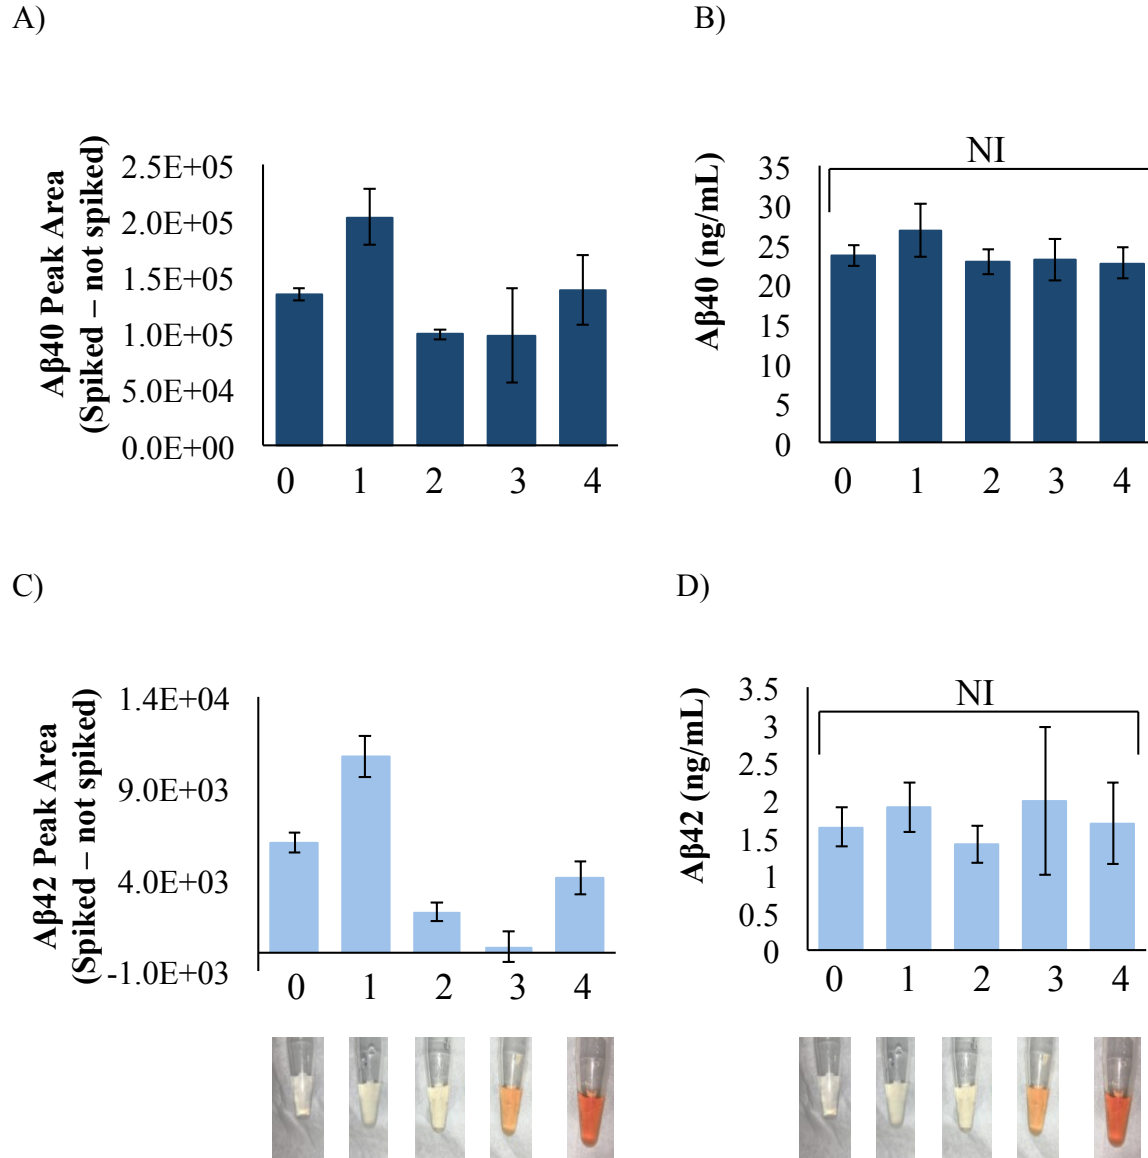 A)
Aβ40 Peak Area
(Spiked – not spiked)
2.5E+05
2.0E+05
1.5E+05
1.0E+05
5.0E+04
0.0E+00
0 1 2 3 4
B)
Aβ40 (ng/mL)
NI
35
30
25
20
15
10
5
0
0 1 2 3 4
C)
Aβ42 Peak Area
(Spiked – not spiked)
1.4E+04
9.0E+03
4.0E+03
-1.0E+03
0 1 2 3 4
D)
Aβ42 (ng/mL)
NI
3.5
3
2.5
2
1.5
1
0.5
0
0 1 2 3 4